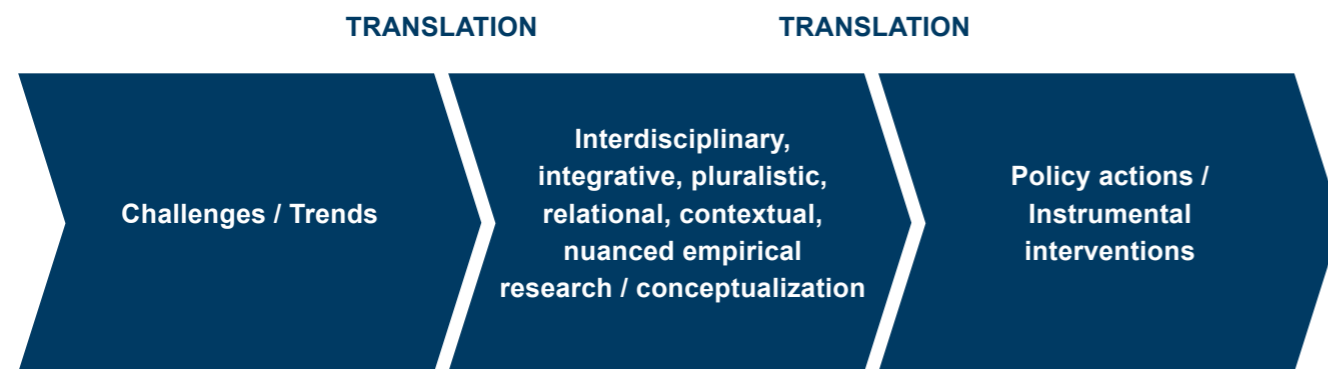 TRANSLATION
TRANSLATION
Challenges / Trends
Interdisciplinary,
integrative, pluralistic,
relational, contextual,
nuanced empirical
research / conceptualization
Policy actions /
Instrumental
interventions